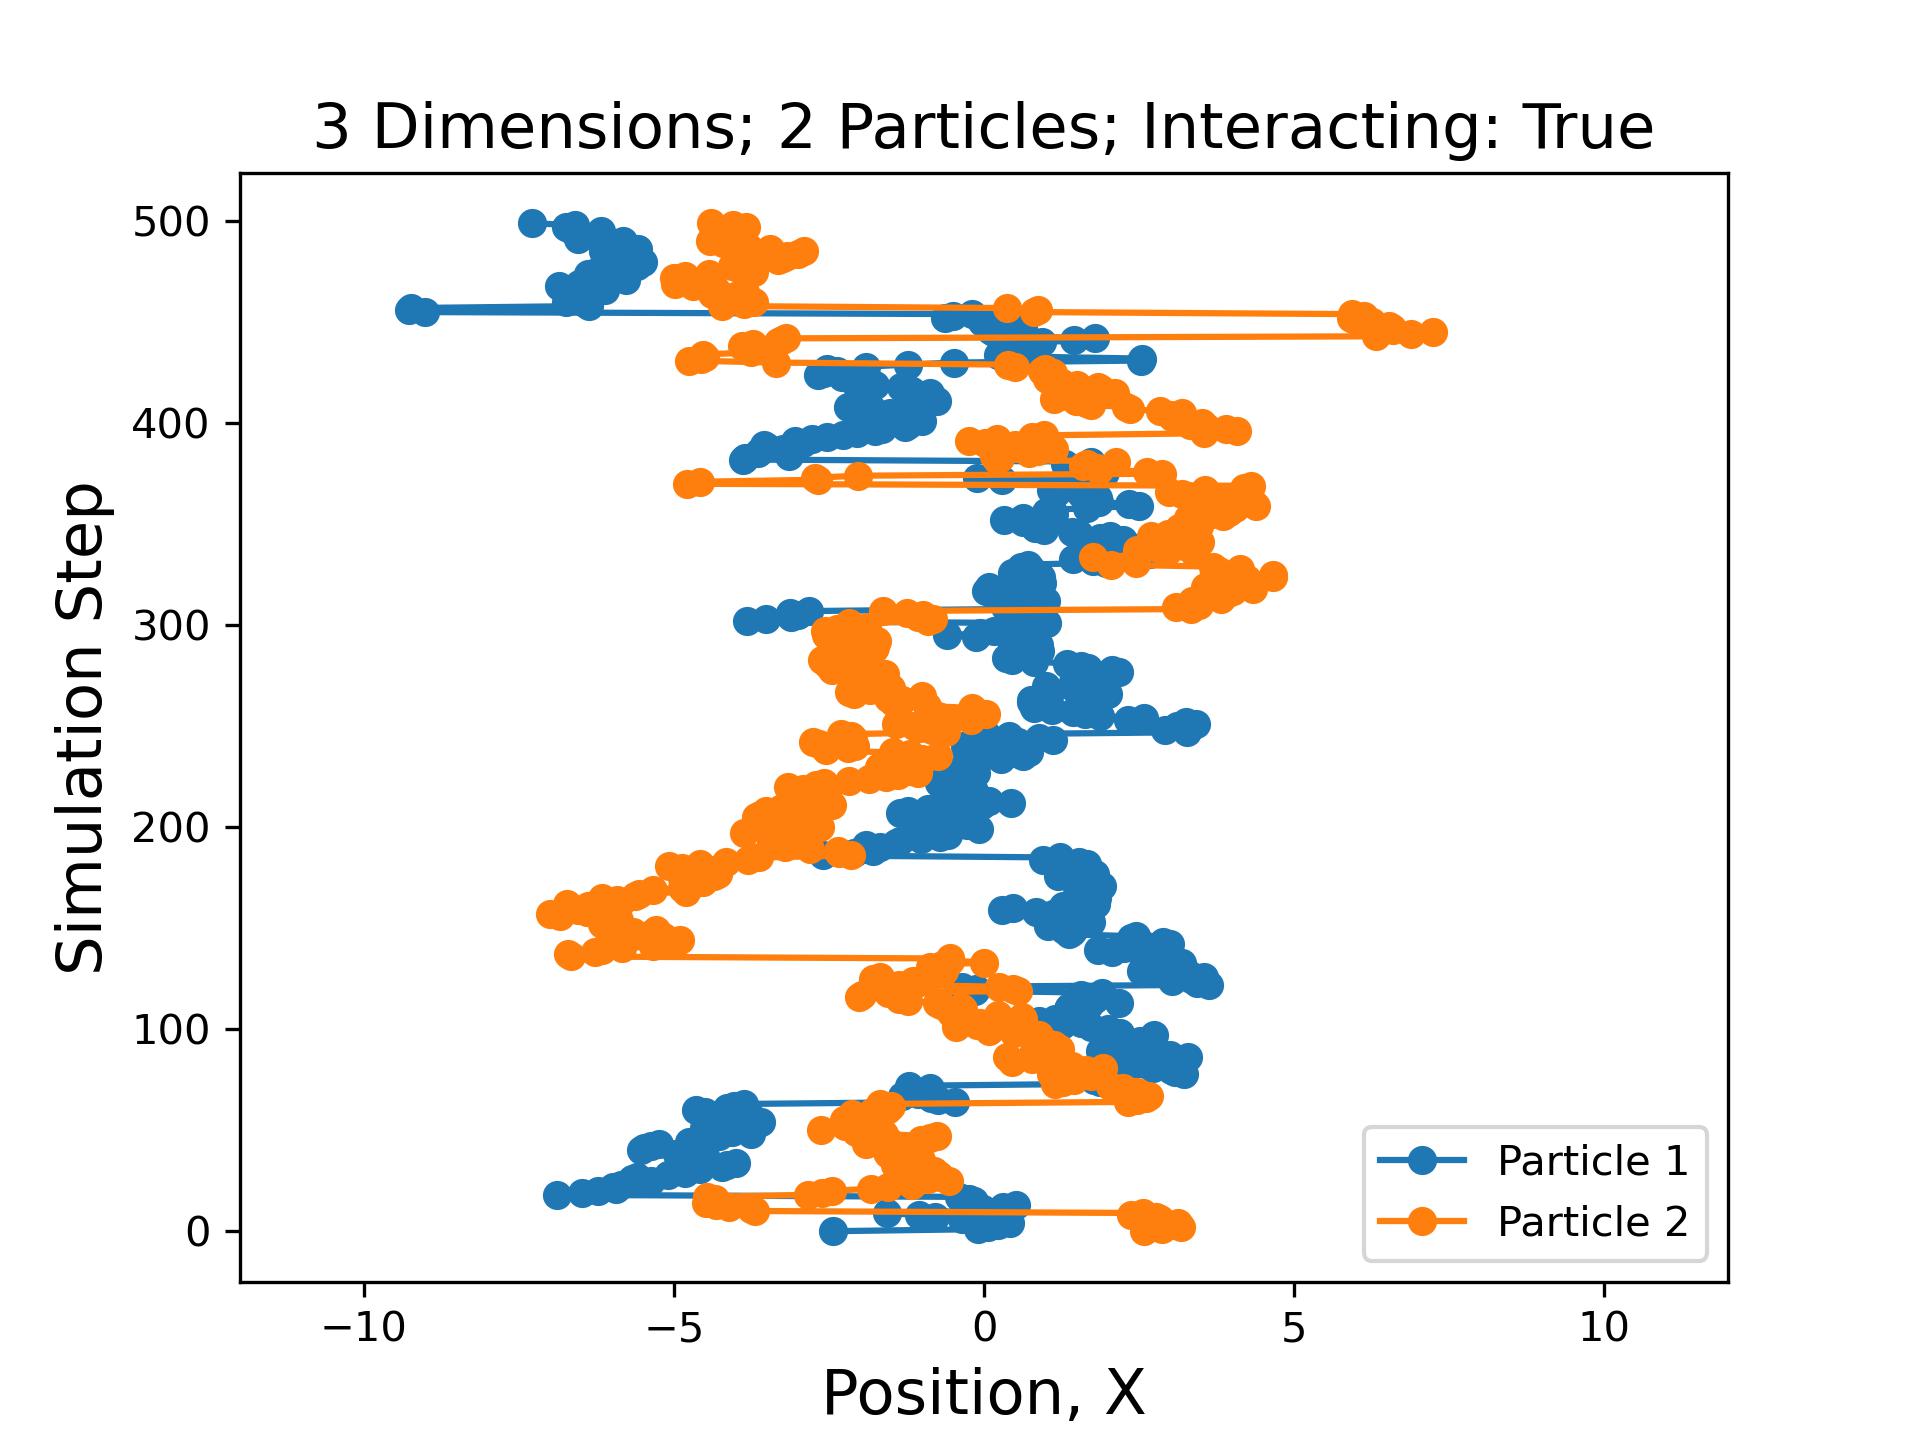 3 Dimensions; 2 Particles; Interacting: True
Simulation Step
500
400
300
200
100
0
−10
−5
0
5
10
Position, X
Particle 1
Particle 2